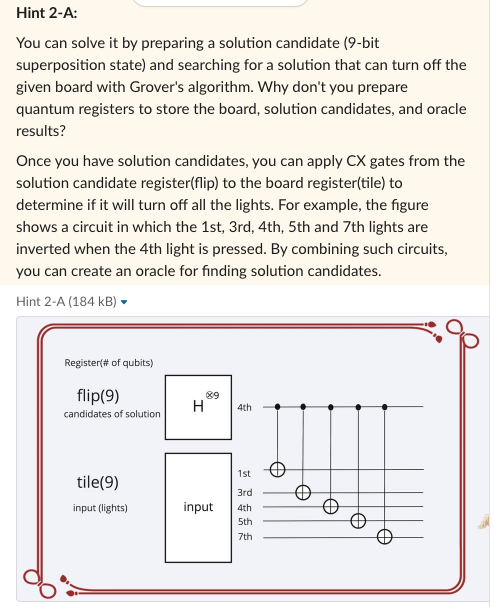 Hint 2-A:
You can solve it by preparing a solution candidate (9-bit
superposition state) and searching for a solution that can turn off the
given board with Grover's algorithm. Why don't you prepare
quantum registers to store the board, solution candidates, and oracle
results?
Once you have solution candidates, you can apply CX gates from the
solution candidate register(flip) to the board register(tile) to
determine if it will turn off all the lights. For example, the figure
shows a circuit in which the 1st, 3rd, 4th, 5th and 7th lights are
inverted when the 4th light is pressed. By combining such circuits,
you can create an oracle for finding solution candidates.
Hint 2-A (184 kB)
Register(# of qubits)
flip(9)
candidates of solution
H⊗9
4th
tile(9)
input (lights)
input
1st
3rd
4th
5th
7th